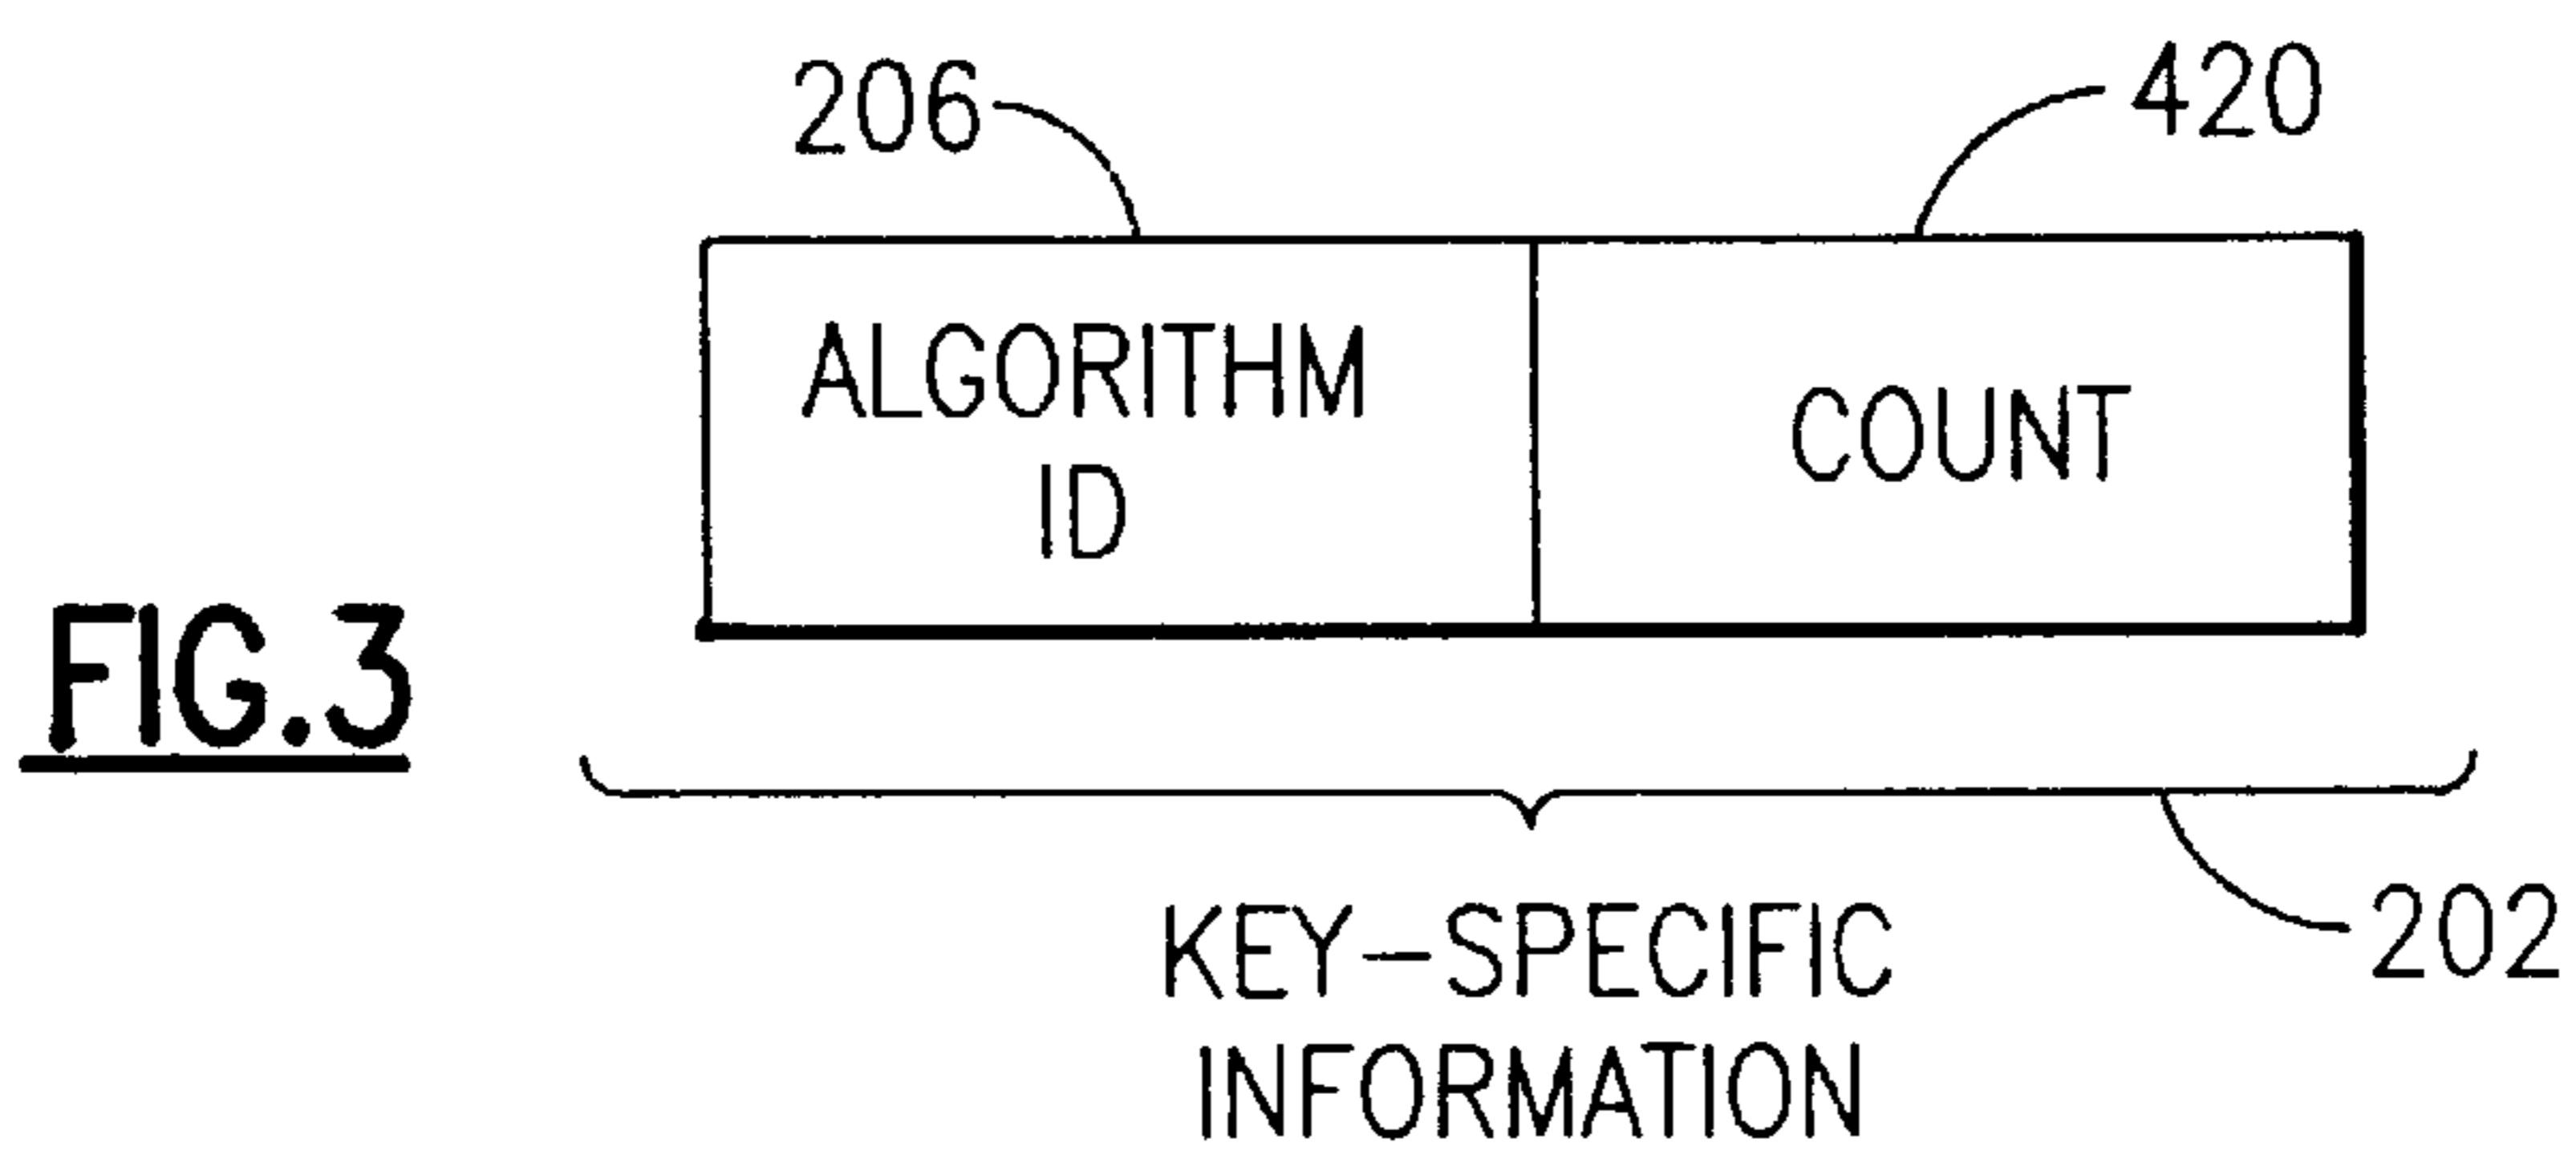 206
420
ALGORITHM
ID
COUNT
FIG.3
KEY-SPECIFIC
INFORMATION
202